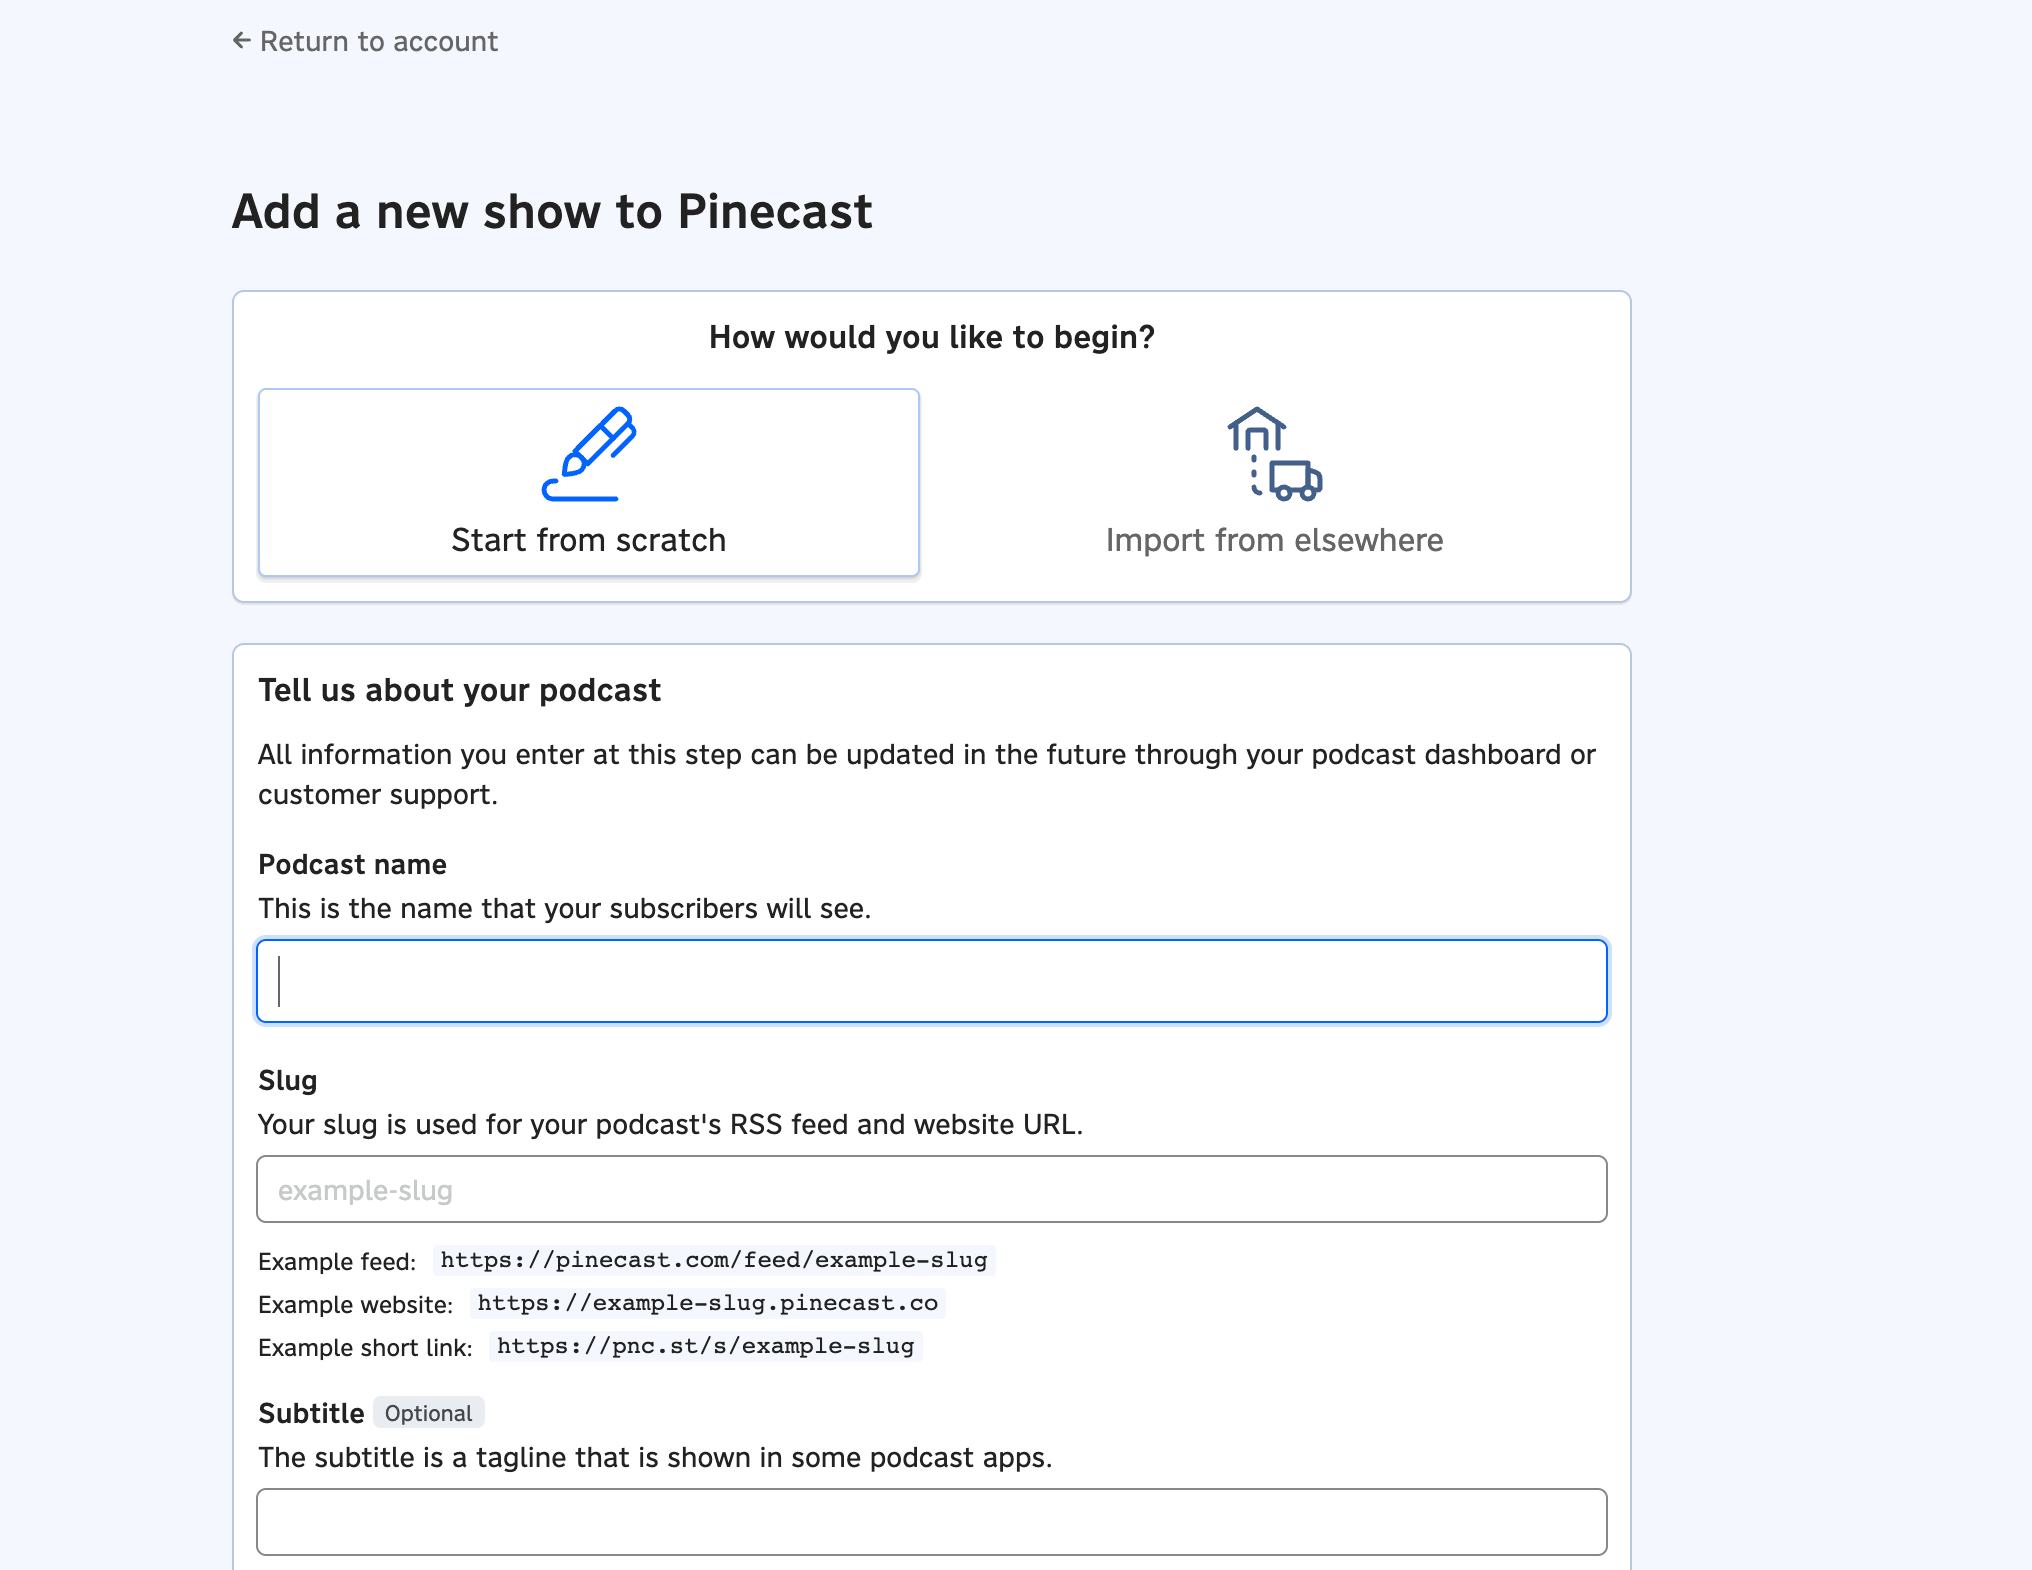 ← Return to account
Add a new show to Pinecast
How would you like to begin?
Start from scratch
Import from elsewhere
Tell us about your podcast
All information you enter at this step can be updated in the future through your podcast dashboard or
customer support.
Podcast name
This is the name that your subscribers will see.
Slug
Your slug is used for your podcast's RSS feed and website URL.
example-slug
Example feed: https://pinecast.com/feed/example-slug
Example website: https://example-slug.pinecast.co
Example short link: https://pnc.st/s/example-slug
Subtitle Optional
The subtitle is a tagline that is shown in some podcast apps.